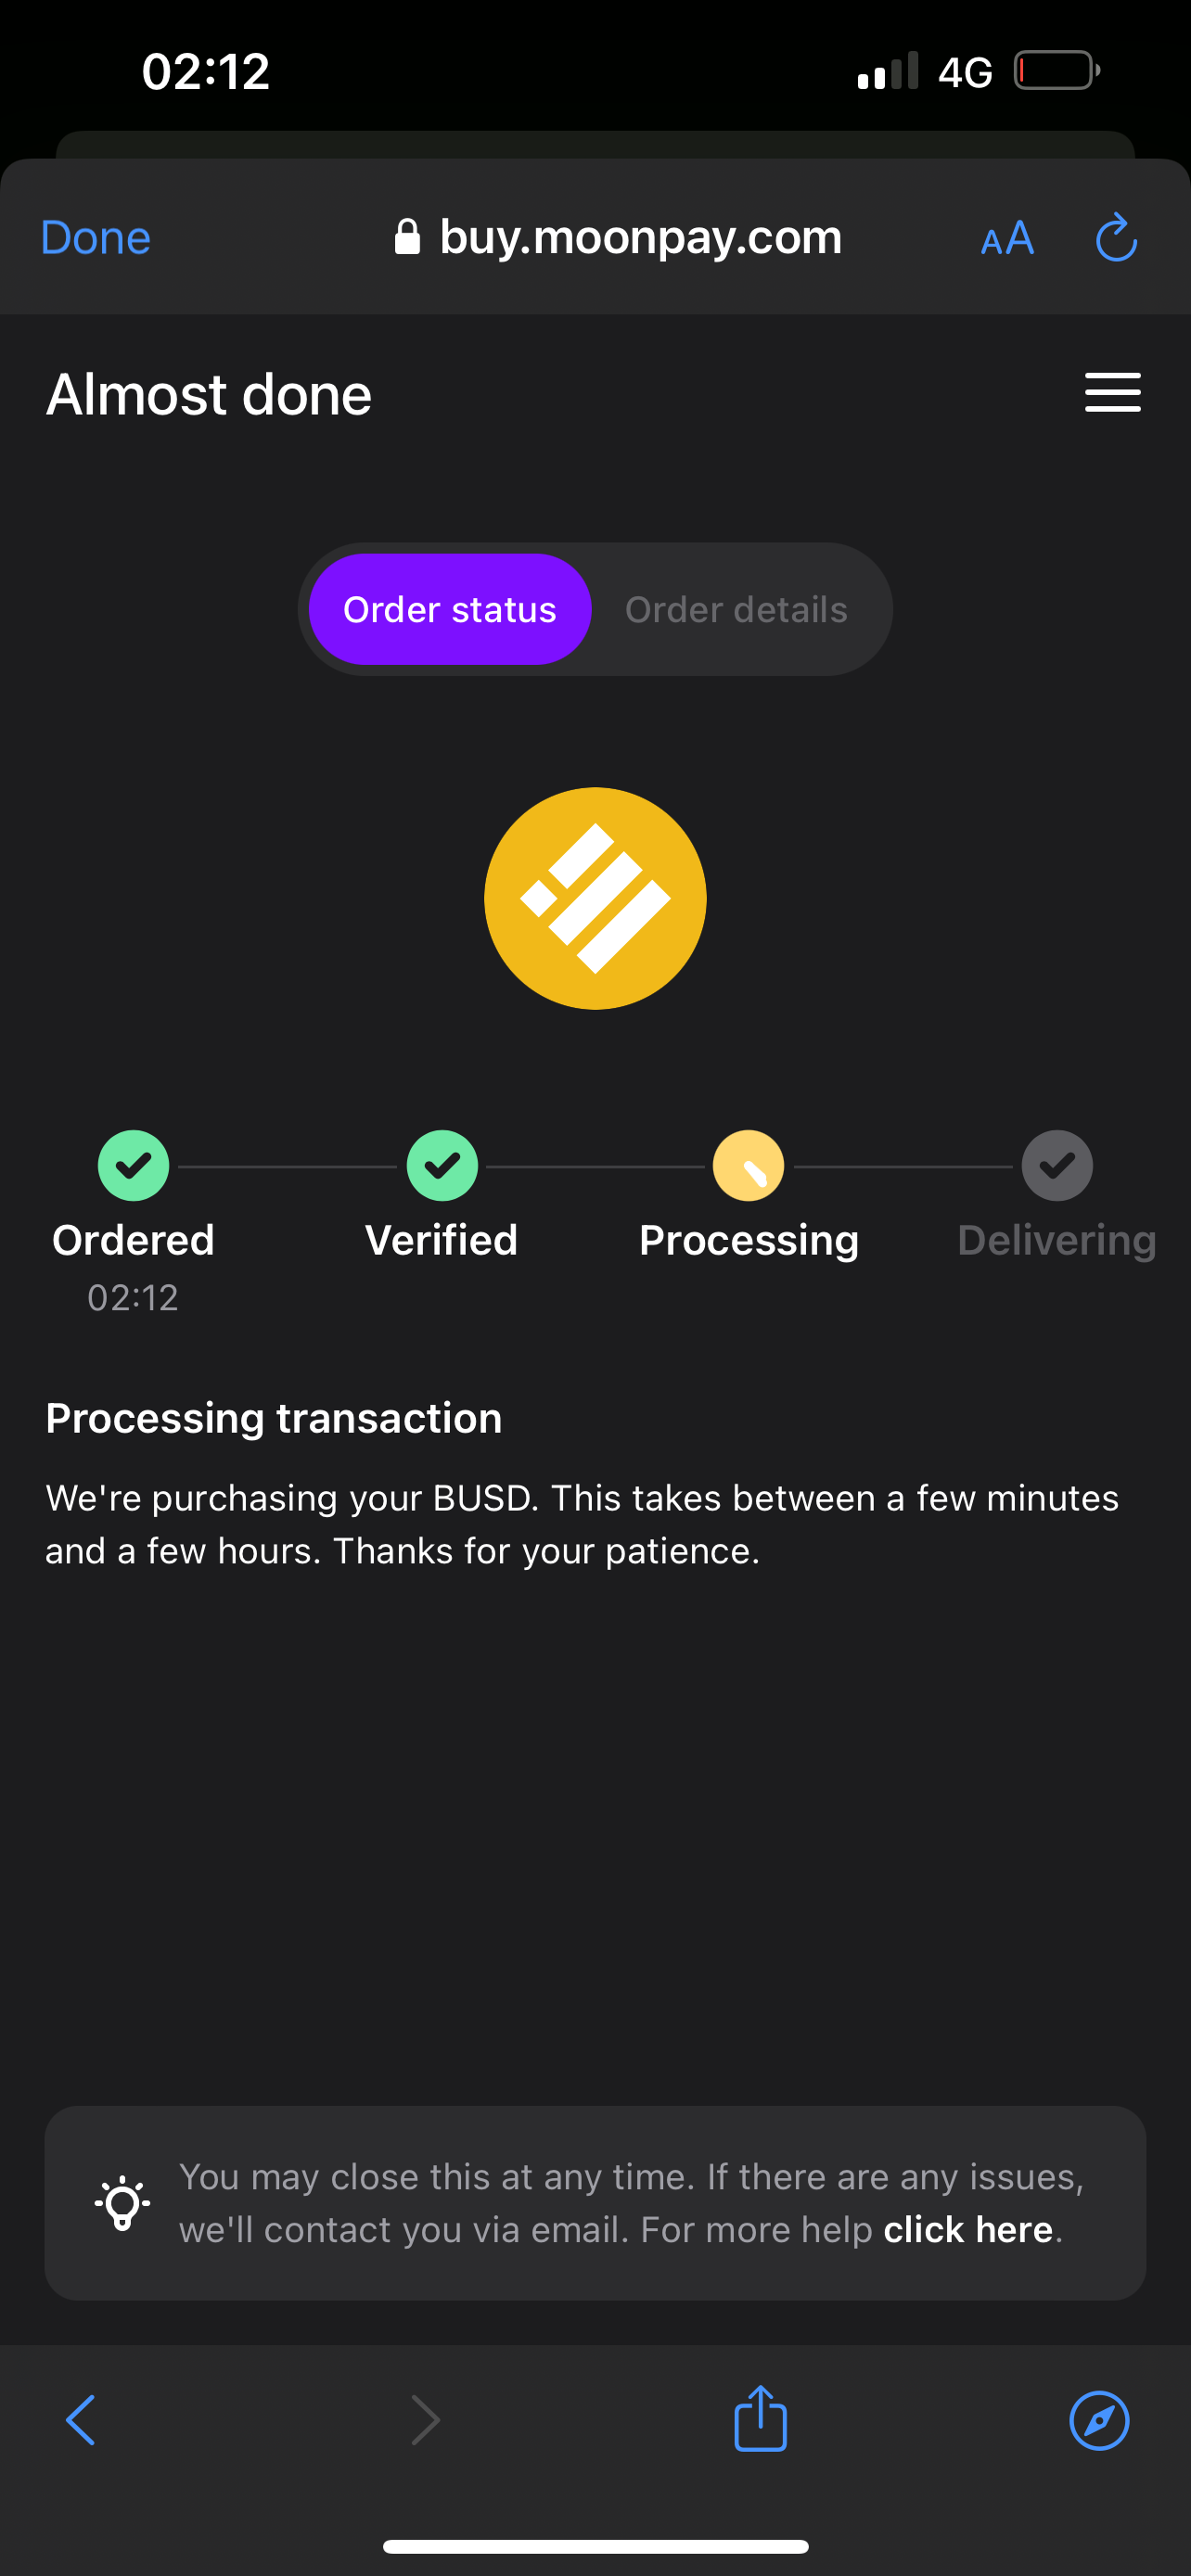 02:12
4G
Done
buy.moonpay.com
AA
Almost done
Order status
Order details
Ordered
Verified
Processing
Delivering
02:12
Processing transaction
We're purchasing your BUSD. This takes between a few minutes
and a few hours. Thanks for your patience.
You may close this at any time. If there are any issues,
we'll contact you via email. For more help click here.